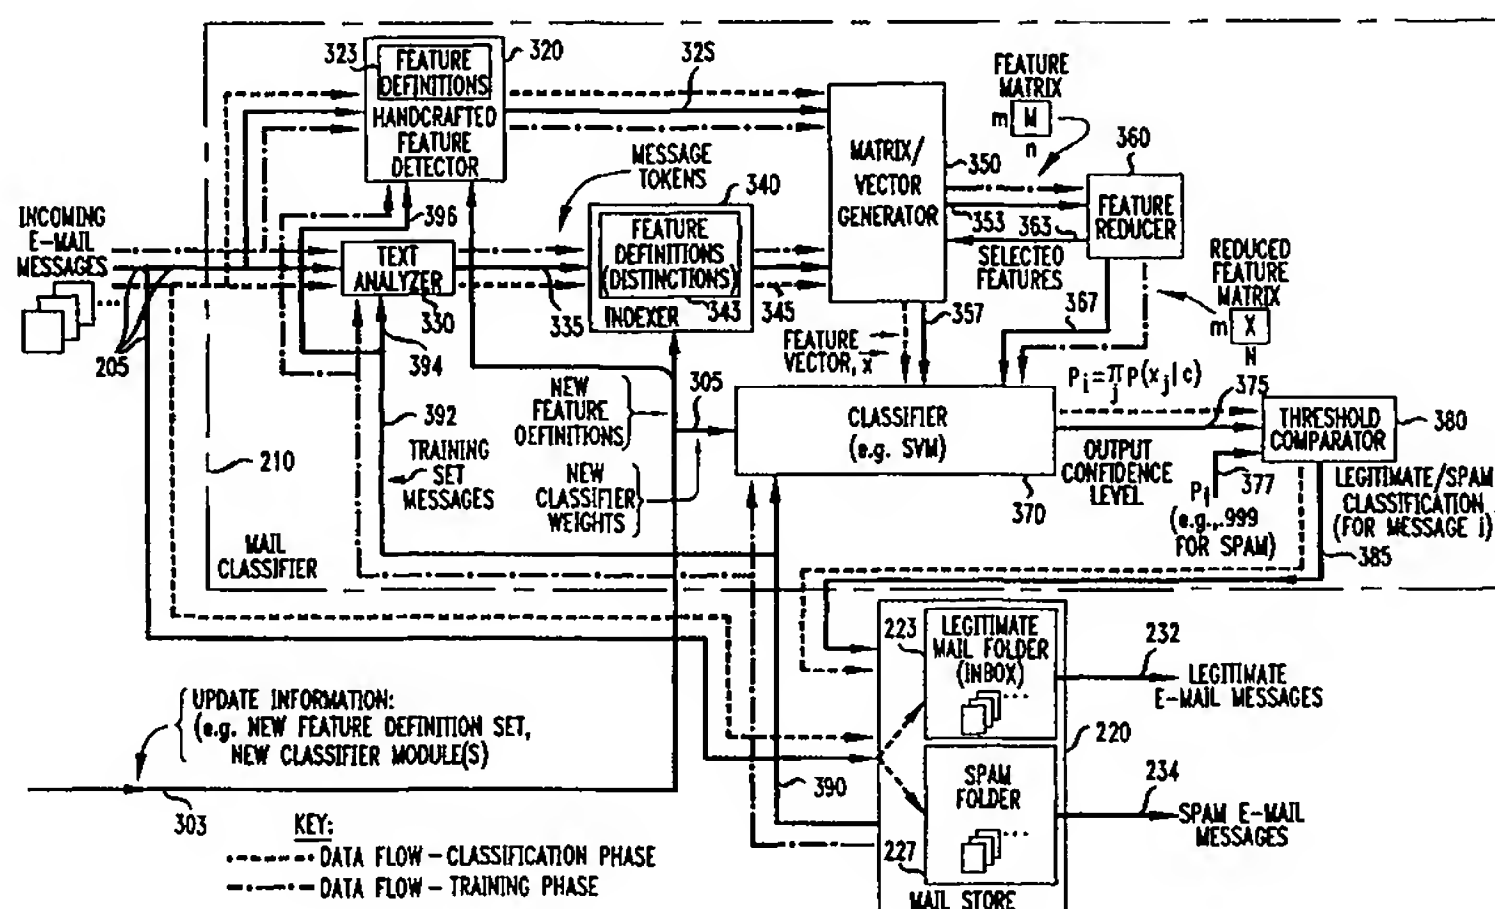 323
FEATURE
DEFINITIONS
320
HANDCRAFTED
FEATURE
DETECTOR
325
FEATURE
MATRIX
m M
n
MATRIX/
VECTOR
GENERATOR
350
360
FEATURE
REDUCER
353
363
SELECTED
FEATURES
367
REDUCED
FEATURE
MATRIX
m X
N
INCOMING
E-MAIL
MESSAGES
...
205
396
TEXT
ANALYZER
330
394
MESSAGE
TOKENS
335
340
FEATURE
DEFINITIONS
(DISTINCTIONS)
343
INDEXER
345
FEATURE
VECTOR, x
357
392
TRAINING
SET
MESSAGES
NEW
FEATURE
DEFINITIONS
305
NEW
CLASSIFIER
WEIGHTS
CLASSIFIER
(e.g. SVM)
370
Pi=πj P(xj|c)
375
OUTPUT
CONFIDENCE
LEVEL
THRESHOLD
COMPARATOR
380
377
Pt
(e.g.,.999
FOR SPAM)
LEGITIMATE/SPAM
CLASSIFICATION
(FOR MESSAGE i)
385
210
MAIL
CLASSIFIER
223
LEGITIMATE
MAIL FOLDER
(INBOX)
...
232
LEGITIMATE
E-MAIL MESSAGES
220
SPAM
FOLDER
...
227
234
SPAM E-MAIL
MESSAGES
MAIL STORE
390
UPDATE INFORMATION:
(e.g. NEW FEATURE DEFINITION SET,
NEW CLASSIFIER MODULE(S)
303
KEY:
DATA FLOW – CLASSIFICATION PHASE
DATA FLOW – TRAINING PHASE